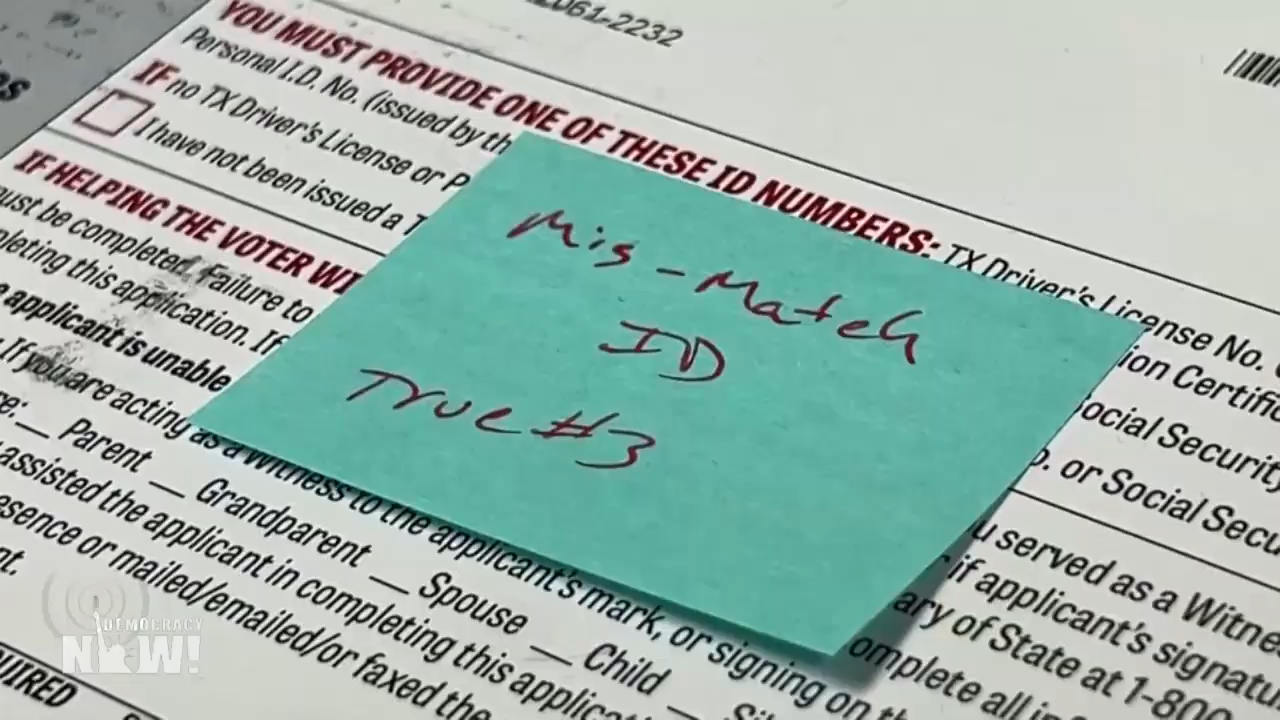 2061-2232
YOU MUST PROVIDE ONE OF THESE ID NUMBERS: TX Driver's License No.
Personal I.D. No. (issued by th
ion Certific
IF no TX Driver's License or P
ocial Security
I have not been issued a T
. or Social Secu
IF HELPING THE VOTER WI
must be completed. Failure to
u served as a Witne
pleting this application. If
if applicant's signatu
applicant is unable
ary of State at 1-800
If you are acting as a witness to the applicant's mark, or signing on th
omplete all
re:_ Parent _ Grandparent _ Spouse _ Child _
assisted the applicant in completing this applica
esence or mailed/emailed/or faxed the
nt.
QUIRED
Mis-Match
ID
True #3
DEMOCRACY
NOW!